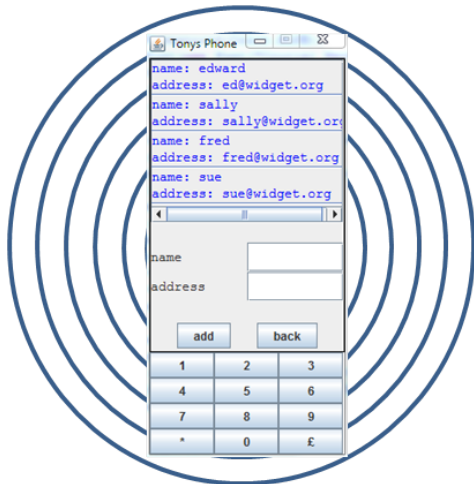 Tonys Phone
name: edward
address: ed@widget.org
name: sally
address: sally@widget.org
name: fred
address: fred@widget.org
name: sue
address: sue@widget.org
name
address
add back
1 2 3
4 5 6
7 8 9
* 0 £